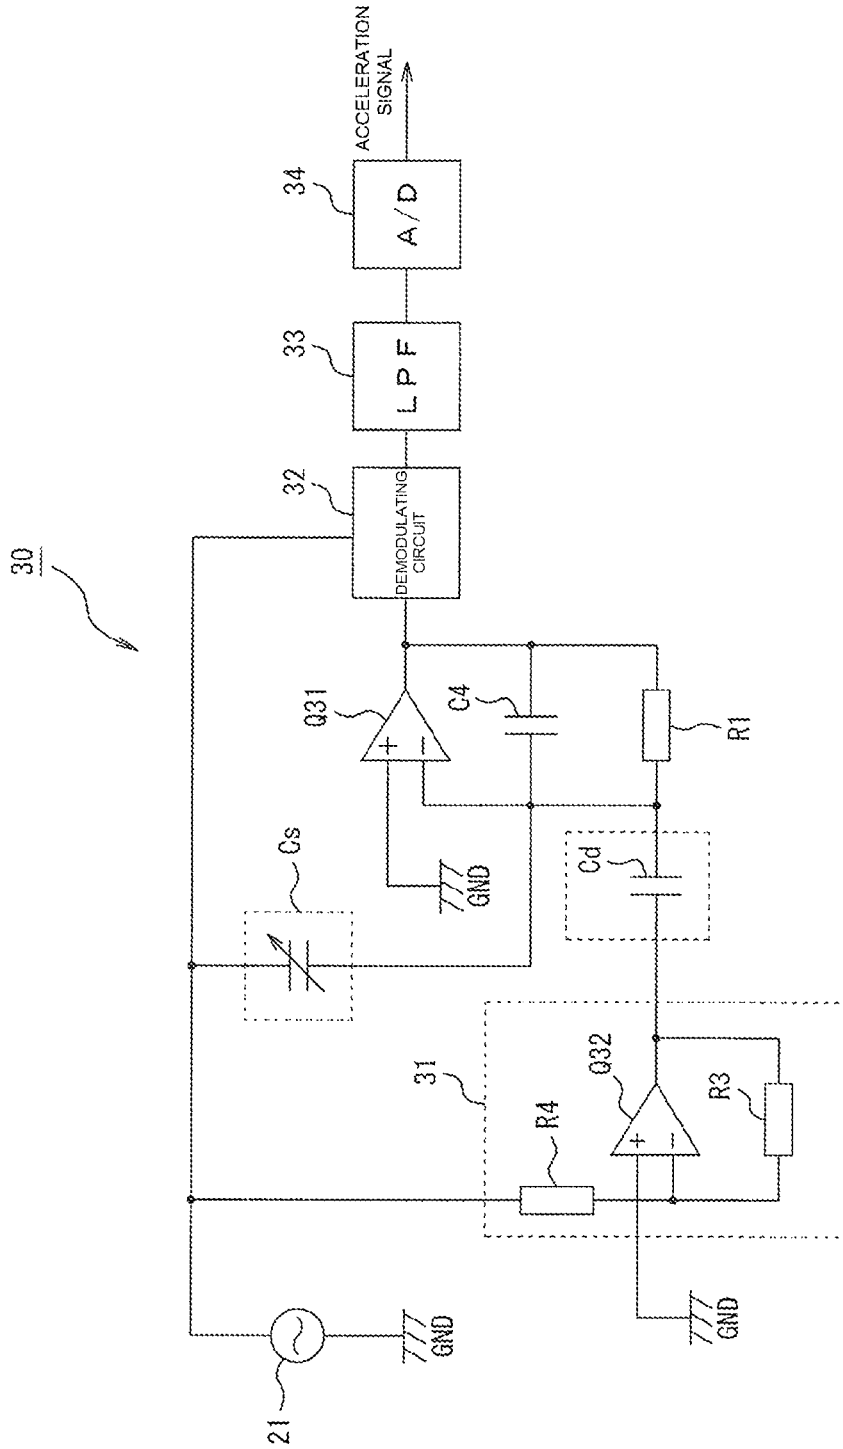 30
21
GND
Cs
31
R4
Q32
+
−
R3
GND
Cd
GND
Q31
+
−
C4
R1
32
DEMODULATING
CIRCUIT
33
LPF
34
A/D
ACCELERATION
SIGNAL